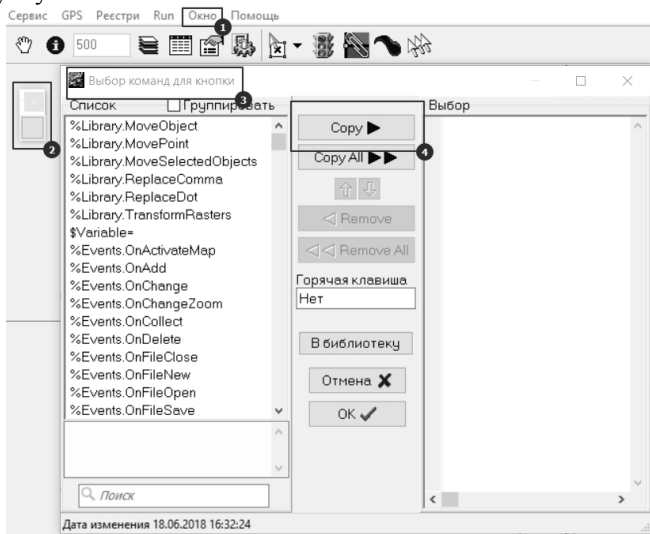 Сервис GPS Реєстри Run Окно Помощь
1
500
Выбор команд для кнопки
3
2
Список Группировать
%Library.MoveObject
%Library.MovePoint
%Library.MoveSelectedObjects
%Library.ReplaceComma
%Library.ReplaceDot
%Library.TransformRasters
$Variable=
%Events.OnActivateMap
%Events.OnAdd
%Events.OnChange
%Events.OnChangeZoom
%Events.OnCollect
%Events.OnDelete
%Events.OnFileClose
%Events.OnFileNew
%Events.OnFileOpen
%Events.OnFileSave
Поиск
Copy
4
Copy All
Remove
Remove All
Горячая клавиша
Нет
В библиотеку
Отмена
OK
Выбор
Дата изменения 18.06.2018 16:32:24